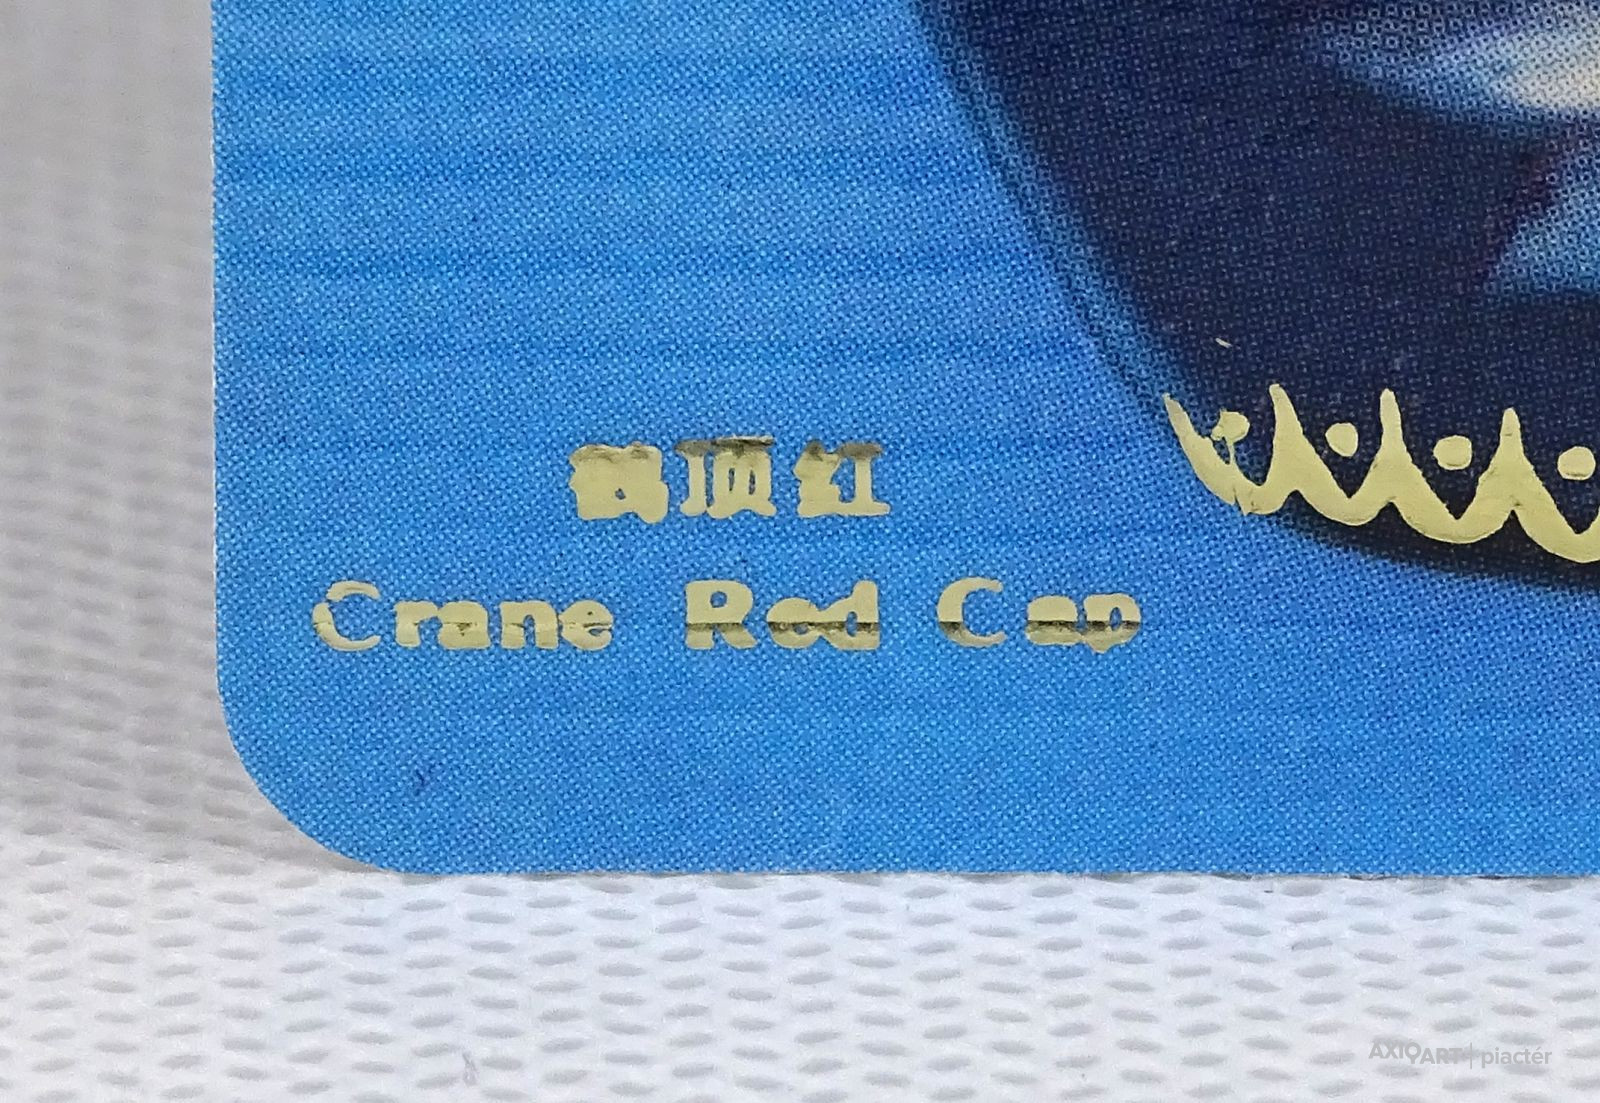 鹤顶红
Crane Red Cap
AXIOART | piactér